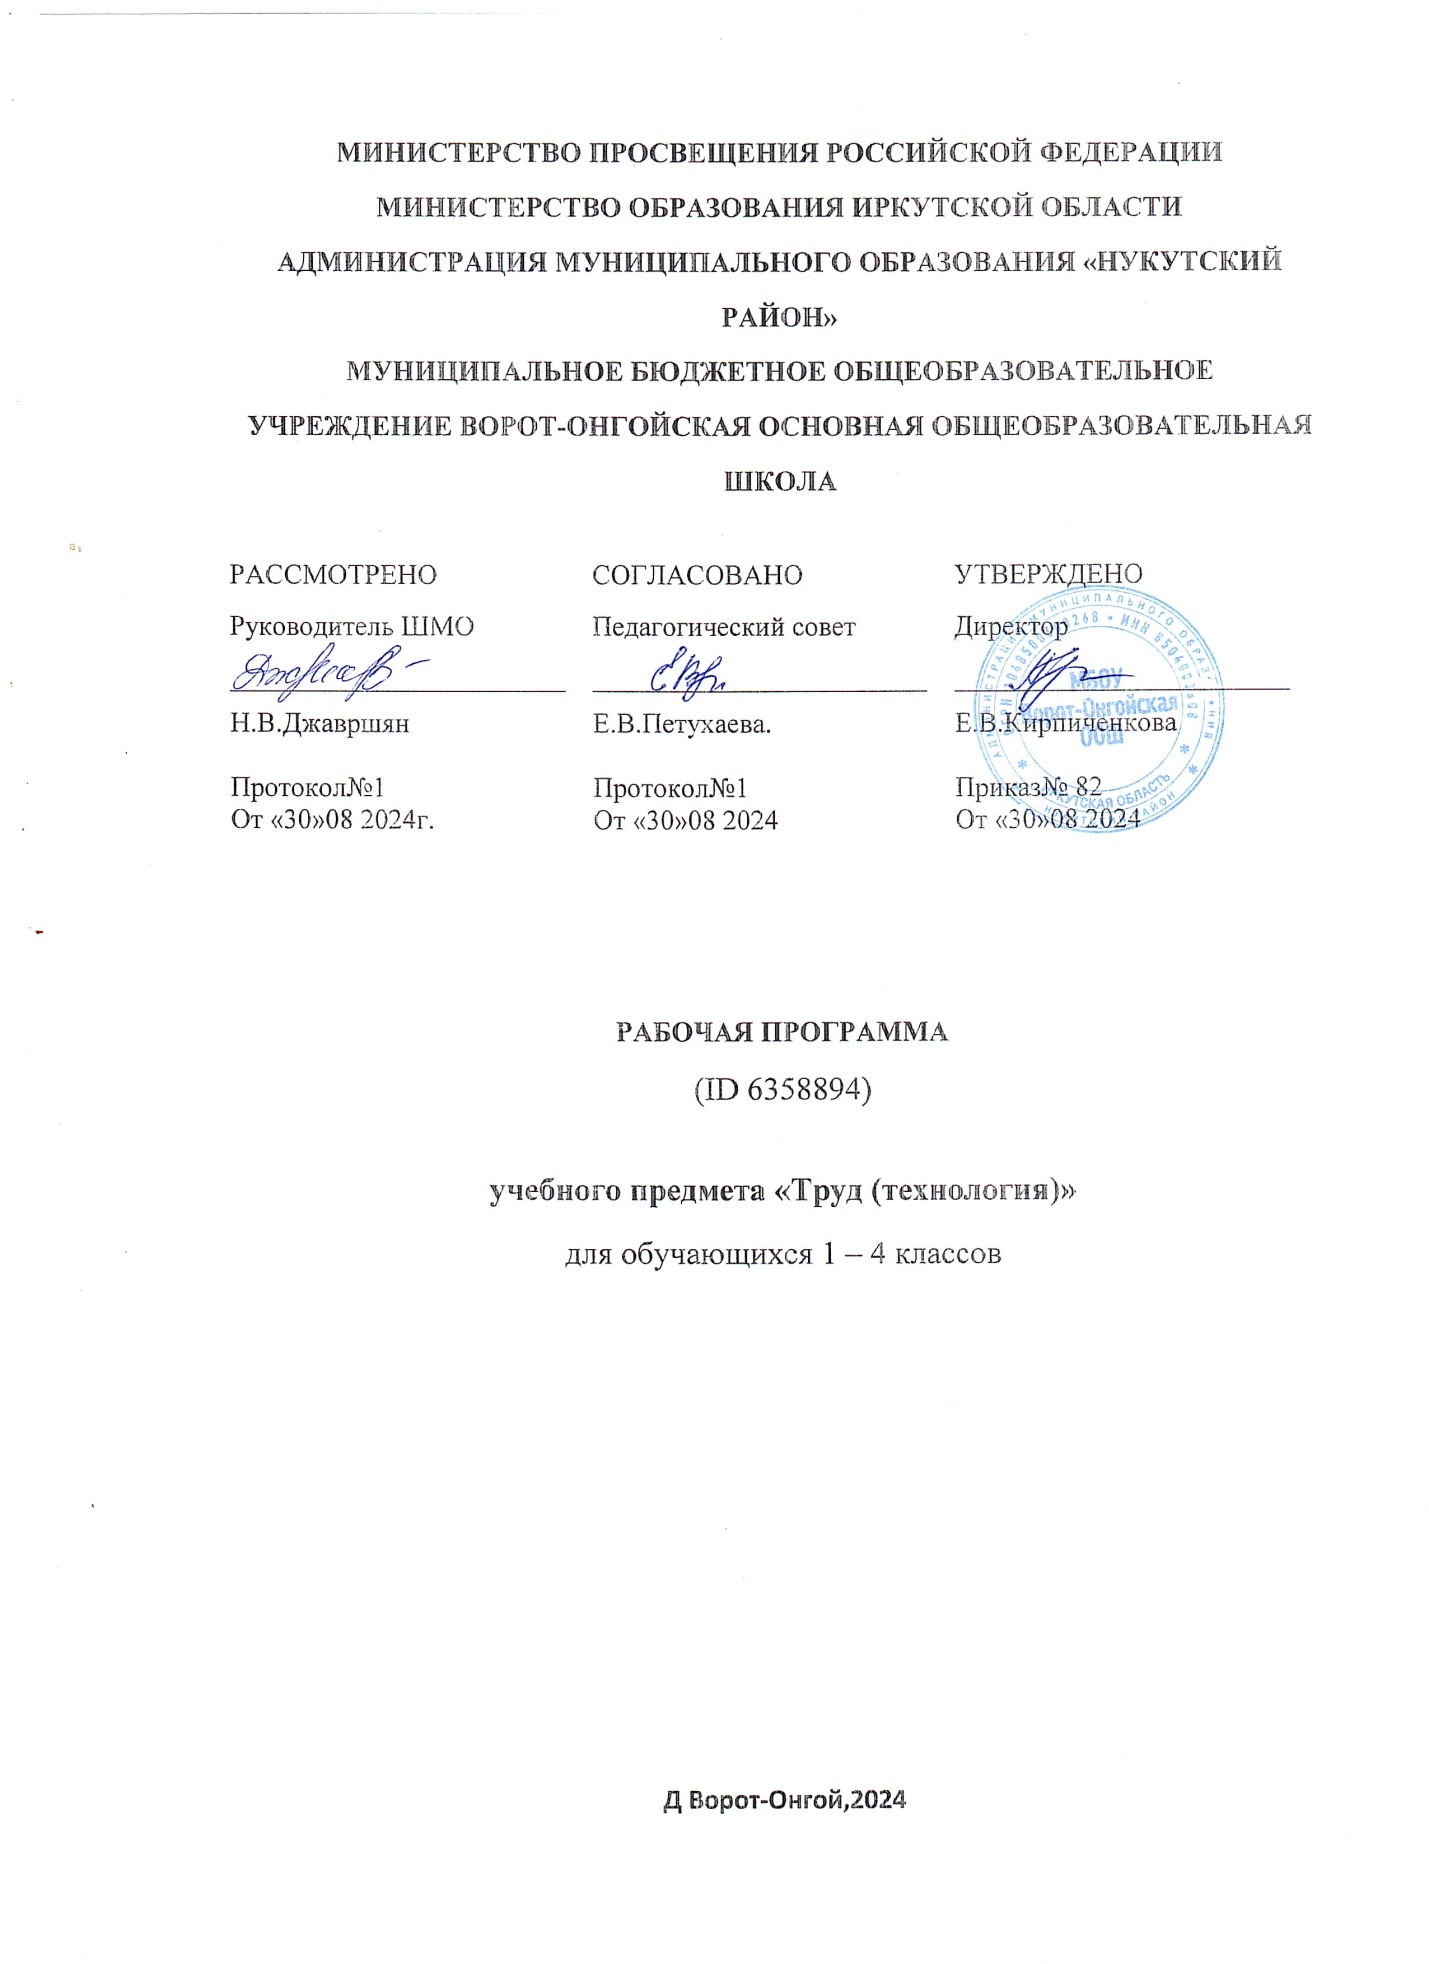 МИНИСТЕРСТВО ПРОСВЕЩЕНИЯ РОССИЙСКОЙ ФЕДЕРАЦИИ
МИНИСТЕРСТВО ОБРАЗОВАНИЯ ИРКУТСКОЙ ОБЛАСТИ
АДМИНИСТРАЦИЯ МУНИЦИПАЛЬНОГО ОБРАЗОВАНИЯ «НУКУТСКИЙ
РАЙОН»
МУНИЦИПАЛЬНОЕ БЮДЖЕТНОЕ ОБЩЕОБРАЗОВАТЕЛЬНОЕ
УЧРЕЖДЕНИЕ ВОРОТ-ОНГОЙСКАЯ ОСНОВНАЯ ОБЩЕОБРАЗОВАТЕЛЬНАЯ
ШКОЛА
РАССМОТРЕНО
Руководитель ШМО
Н.В.Джавршян
Протокол№1
От «30»08 2024г.
СОГЛАСОВАНО
Педагогический совет
Е.В.Петухаева.
Протокол№1
От «30»08 2024
УТВЕРЖДЕНО
Директор
Е.В.Кирпиченкова
Приказ№ 82
От «30»08 2024
МБОУ
Ворот-Онгойская
ООШ
РАБОЧАЯ ПРОГРАММА
(ID 6358894)
учебного предмета «Труд (технология)»
для обучающихся 1 – 4 классов
Д Ворот-Онгой,2024